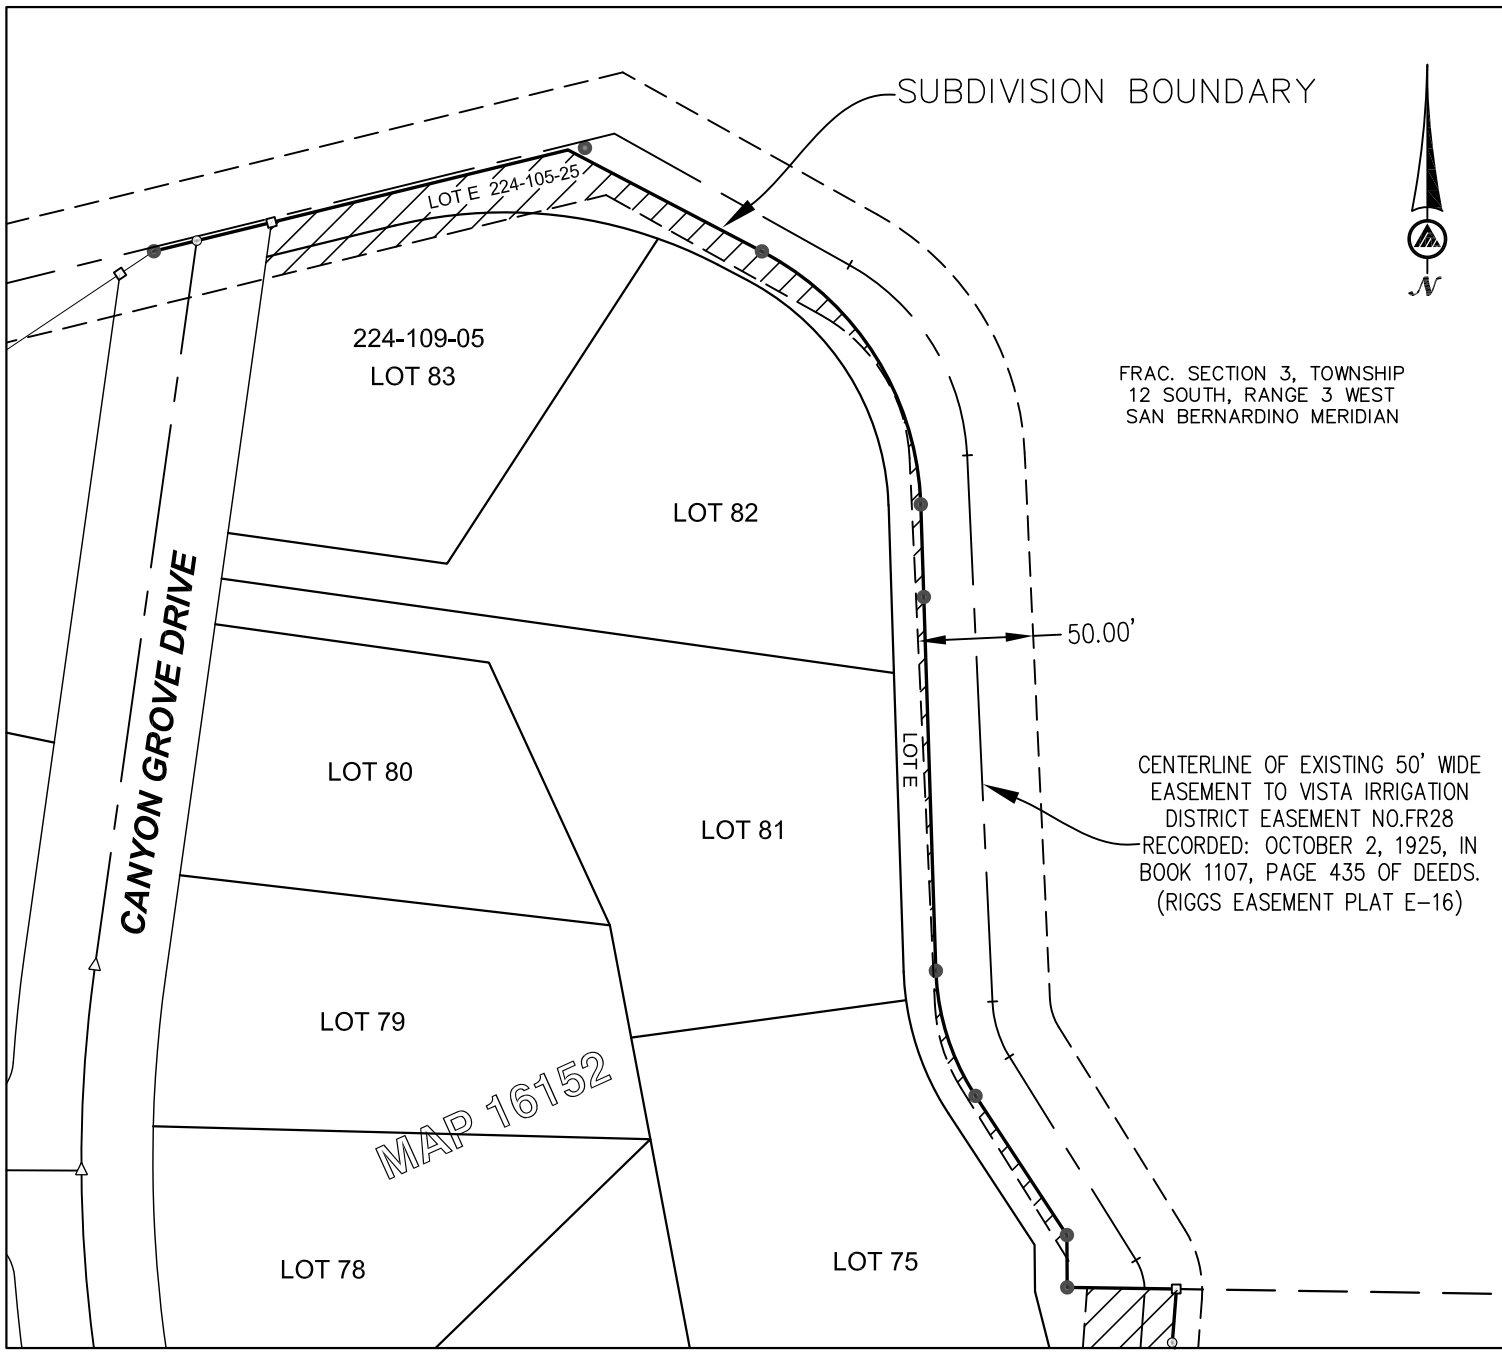 SUBDIVISION BOUNDARY
LOT E 224-105-25
N
224-109-05
LOT 83
FRAC. SECTION 3, TOWNSHIP
12 SOUTH, RANGE 3 WEST
SAN BERNARDINO MERIDIAN
LOT 82
50.00'
CANYON GROVE DRIVE
LOT E
LOT 80
LOT 81
CENTERLINE OF EXISTING 50' WIDE
EASEMENT TO VISTA IRRIGATION
DISTRICT EASEMENT NO.FR28
RECORDED: OCTOBER 2, 1925, IN
BOOK 1107, PAGE 435 OF DEEDS.
(RIGGS EASEMENT PLAT E-16)
LOT 79
MAP 16152
LOT 78
LOT 75